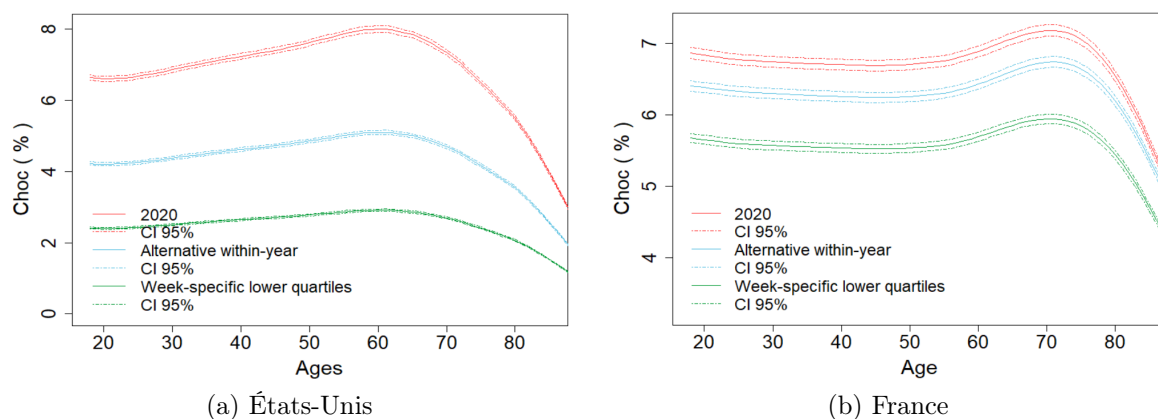 Choc ( % )
8
6
4
2
0
2020
CI 95%
Alternative within-year
CI 95%
Week-specific lower quartiles
CI 95%
20 30 40 50 60 70 80
Ages
(a) États-Unis
Choc ( % )
7
6
5
4
2020
CI 95%
Alternative within-year
CI 95%
Week-specific lower quartiles
CI 95%
20 30 40 50 60 70 80
Age
(b) France